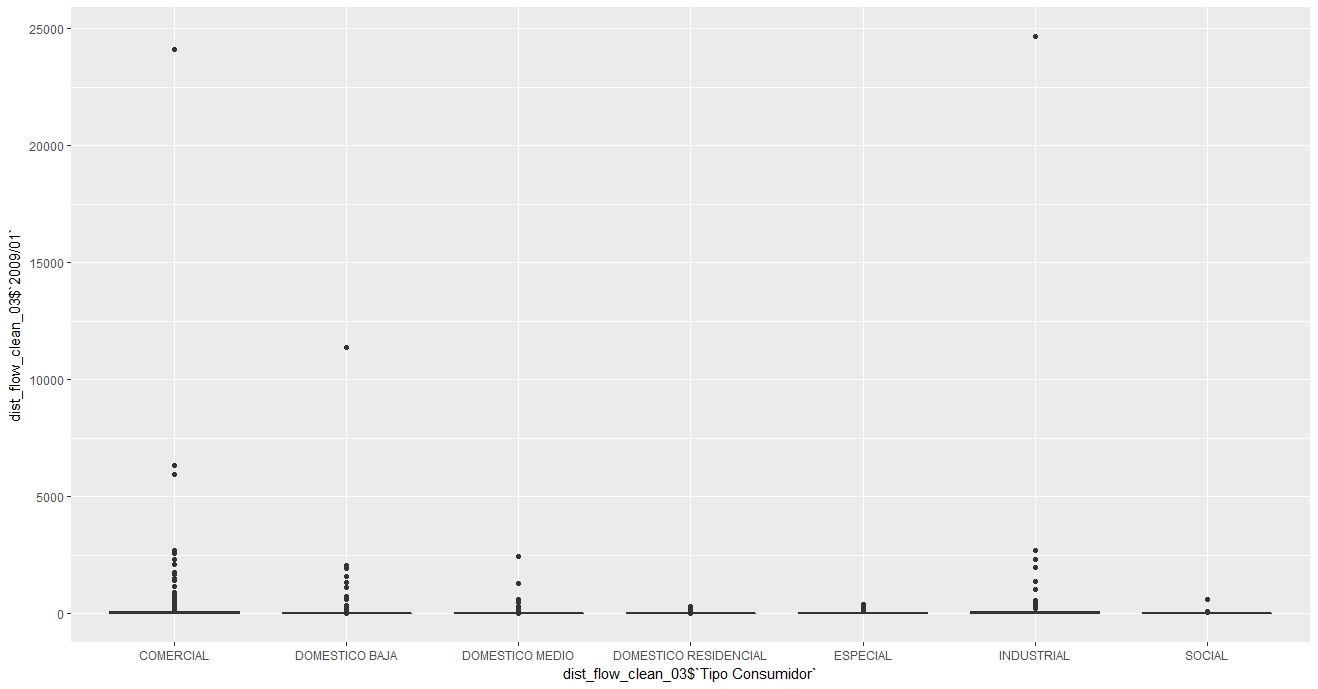 25000
20000
15000
10000
5000
0
dist_flow_clean_03$`2009/01`
COMERCIAL
DOMESTICO BAJA
DOMESTICO MEDIO
DOMESTICO RESIDENCIAL
ESPECIAL
INDUSTRIAL
SOCIAL
dist_flow_clean_03$`Tipo Consumidor`